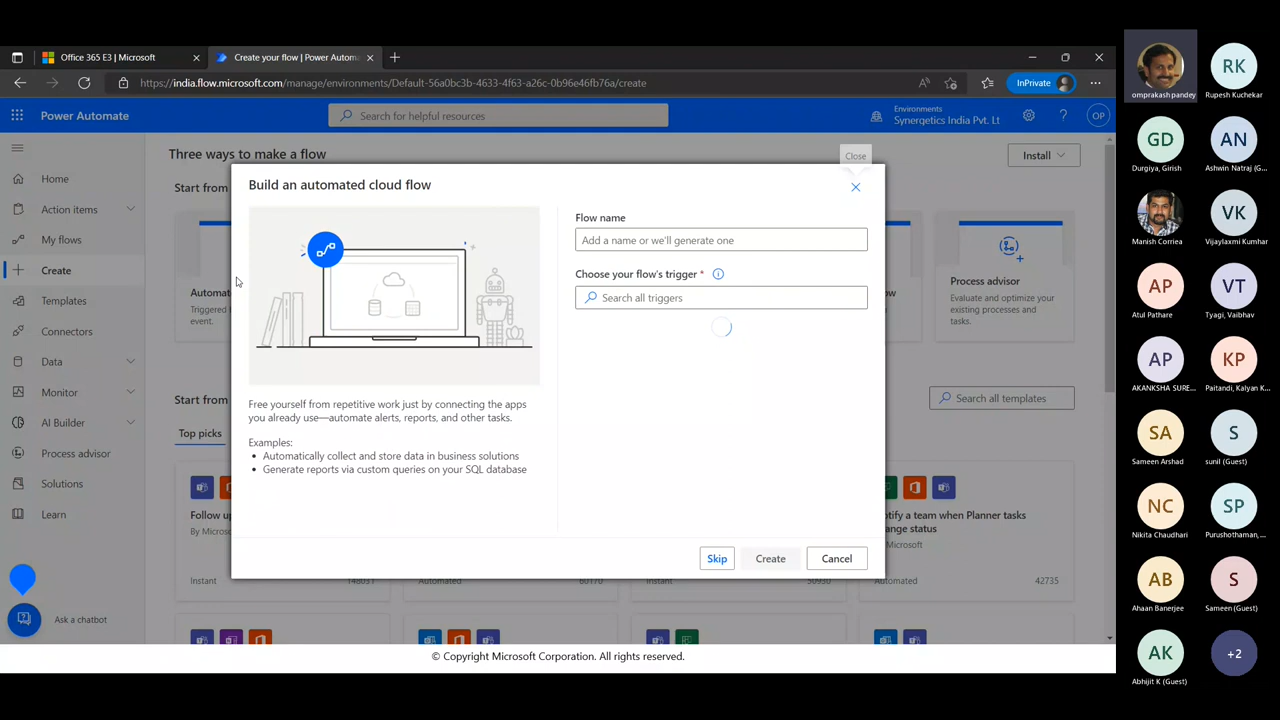 Office 365 E3 | Microsoft
Create your flow | Power Autom
https://india.flow.microsoft.com/manage/environments/Default-56a0bc3b-4633-4f63-a26c-0b96e46fb76a/create
InPrivate
Power Automate
Search for helpful resources
Environments
Synergetics India Pvt. Lt
OP
Three ways to make a flow
Install
Close
Start from
Home
Action items
My flows
Create
Templates
Connectors
Data
Monitor
AI Builder
Process advisor
Solutions
Learn
Ask a chatbot
Automat
Triggered
event.
ow
Process advisor
Evaluate and optimize your
existing processes and
tasks.
Build an automated cloud flow
Flow name
Add a name or we'll generate one
Choose your flow's trigger *
Search all triggers
Free yourself from repetitive work just by connecting the apps
you already use—automate alerts, reports, and other tasks.
Examples:
• Automatically collect and store data in business solutions
• Generate reports via custom queries on your SQL database
Skip
Create
Cancel
Start from
Search all templates
Top picks
Follow up
By Microso
Instant
148031
Automated
60170
Instant
50930
otify a team when Planner tasks
ange status
Microsoft
Automated
42735
© Copyright Microsoft Corporation. All rights reserved.
omprakash pandey
RK
Rupesh Kuchekar
GD
Durgiya, Girish
AN
Ashwin Natraj (G...
Manish Corriea
VK
Vijaylaxmi Kumhar
AP
Atul Pathare
VT
Tyagi, Vaibhav
AP
AKANKSHA SURE...
KP
Paitandi, Kalyan K...
SA
Sameen Arshad
S
sunil (Guest)
NC
Nikita Chaudhari
SP
Purushothaman,...
AB
Ahaan Banerjee
S
Sameen (Guest)
AK
Abhijit K (Guest)
+2